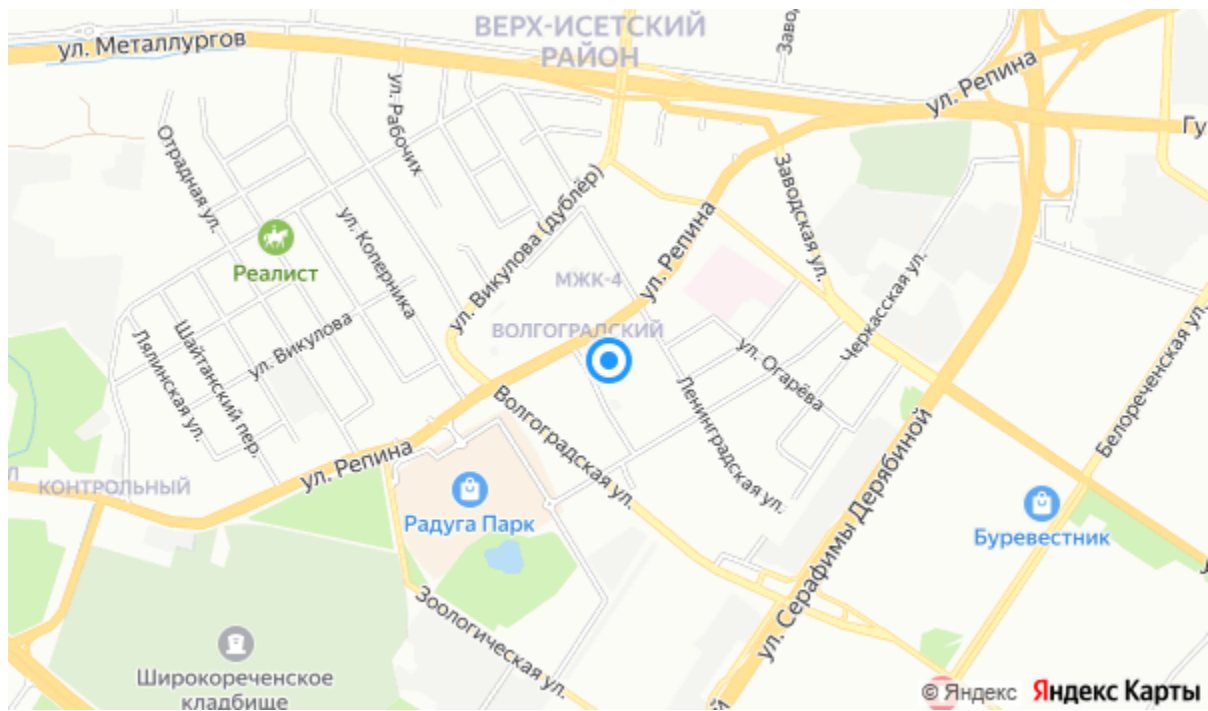 ВЕРХ-ИСЕТСКИЙ
РАЙОН
ул. Металлургов
ул. Репина
Гу
Отрадная ул.
ул. Рабочих
ул. Викулова (дублёр)
Заводская ул.
ул. Репина
ул. Коперника
Реалист
МЖК-4
ВОЛГОГРАДСКИЙ
Черкасская ул.
Белореченская ул.
ул. Викулова
Шайтанский пер.
Лялинская ул.
ул. Огарёва
Ленинградская ул.
Волгоградская ул.
ул. Репина
КОНТРОЛЬНЫЙ
Радуга Парк
ул. Серафимы Дерябиной
Буревестник
Зоологическая ул.
Широкореченское
кладбище
© Яндекс Яндекс Карты